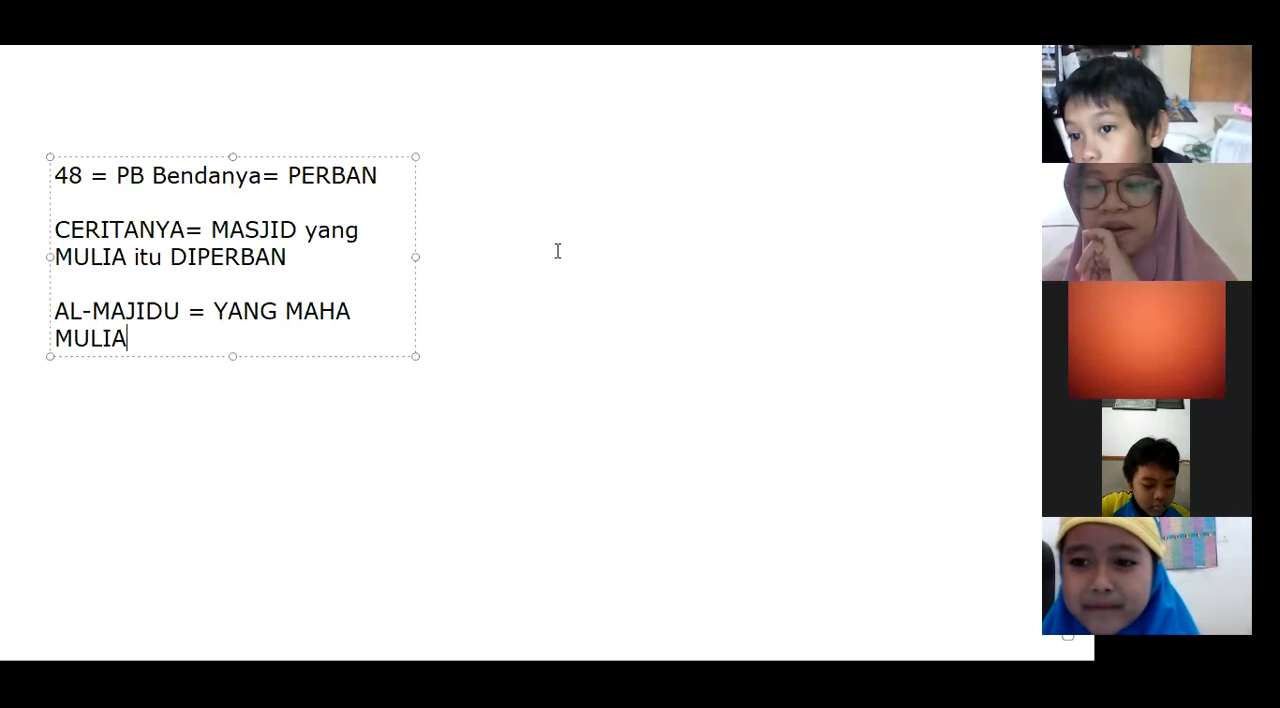 48 = PB Bendanya= PERBAN
CERITANYA= MASJID yang
MULIA itu DIPERBAN
AL-MAJIDU = YANG MAHA
MULIA